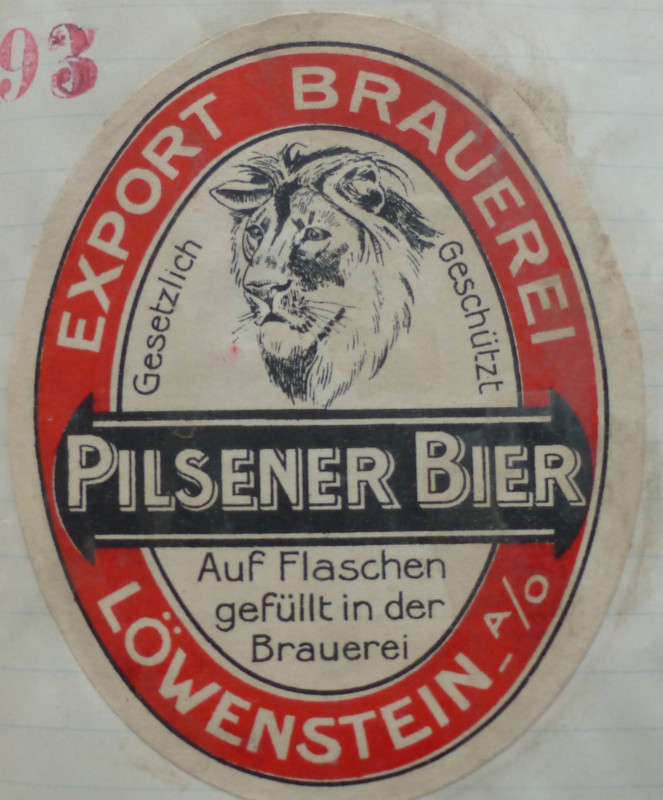 93
EXPORT BRAUEREI
Gesetzlich
Geschützt
PILSENER BIER
Auf Flaschen
gefüllt in der
Brauerei
LÖWENSTEIN - A/O